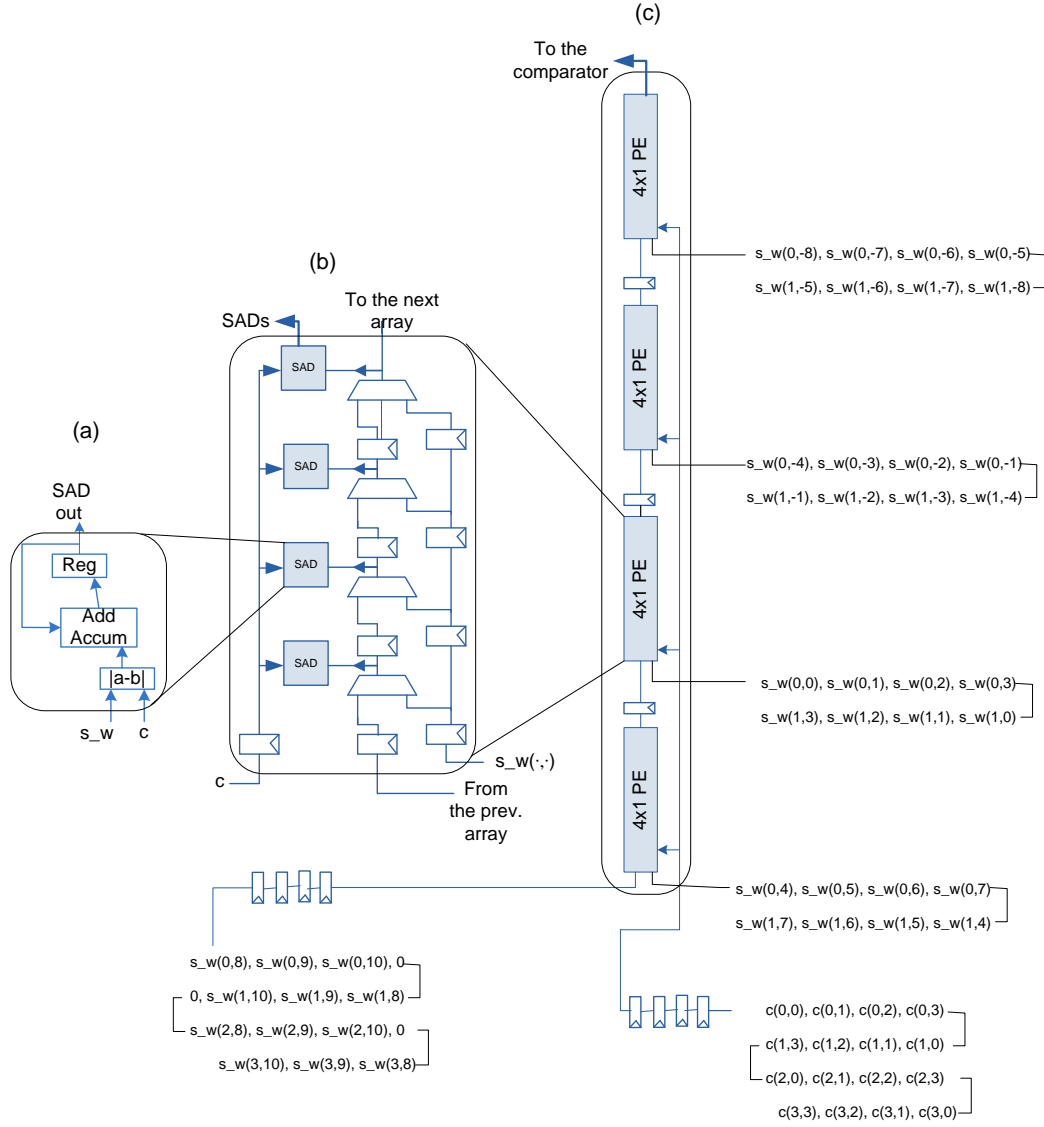 (c)
To the
comparator
4x1 PE
s_w(0,-8), s_w(0,-7), s_w(0,-6), s_w(0,-5)
s_w(1,-5), s_w(1,-6), s_w(1,-7), s_w(1,-8)
4x1 PE
s_w(0,-4), s_w(0,-3), s_w(0,-2), s_w(0,-1)
s_w(1,-1), s_w(1,-2), s_w(1,-3), s_w(1,-4)
4x1 PE
s_w(0,0), s_w(0,1), s_w(0,2), s_w(0,3)
s_w(1,3), s_w(1,2), s_w(1,1), s_w(1,0)
4x1 PE
s_w(0,4), s_w(0,5), s_w(0,6), s_w(0,7)
s_w(1,7), s_w(1,6), s_w(1,5), s_w(1,4)
(b)
To the next
array
SADs
SAD
SAD
SAD
SAD
c
s_w(·,·)
From
the prev.
array
(a)
SAD
out
Reg
Add
Accum
|a-b|
s_w
c
s_w(0,8), s_w(0,9), s_w(0,10), 0
0, s_w(1,10), s_w(1,9), s_w(1,8)
s_w(2,8), s_w(2,9), s_w(2,10), 0
s_w(3,10), s_w(3,9), s_w(3,8)
c(0,0), c(0,1), c(0,2), c(0,3)
c(1,3), c(1,2), c(1,1), c(1,0)
c(2,0), c(2,1), c(2,2), c(2,3)
c(3,3), c(3,2), c(3,1), c(3,0)